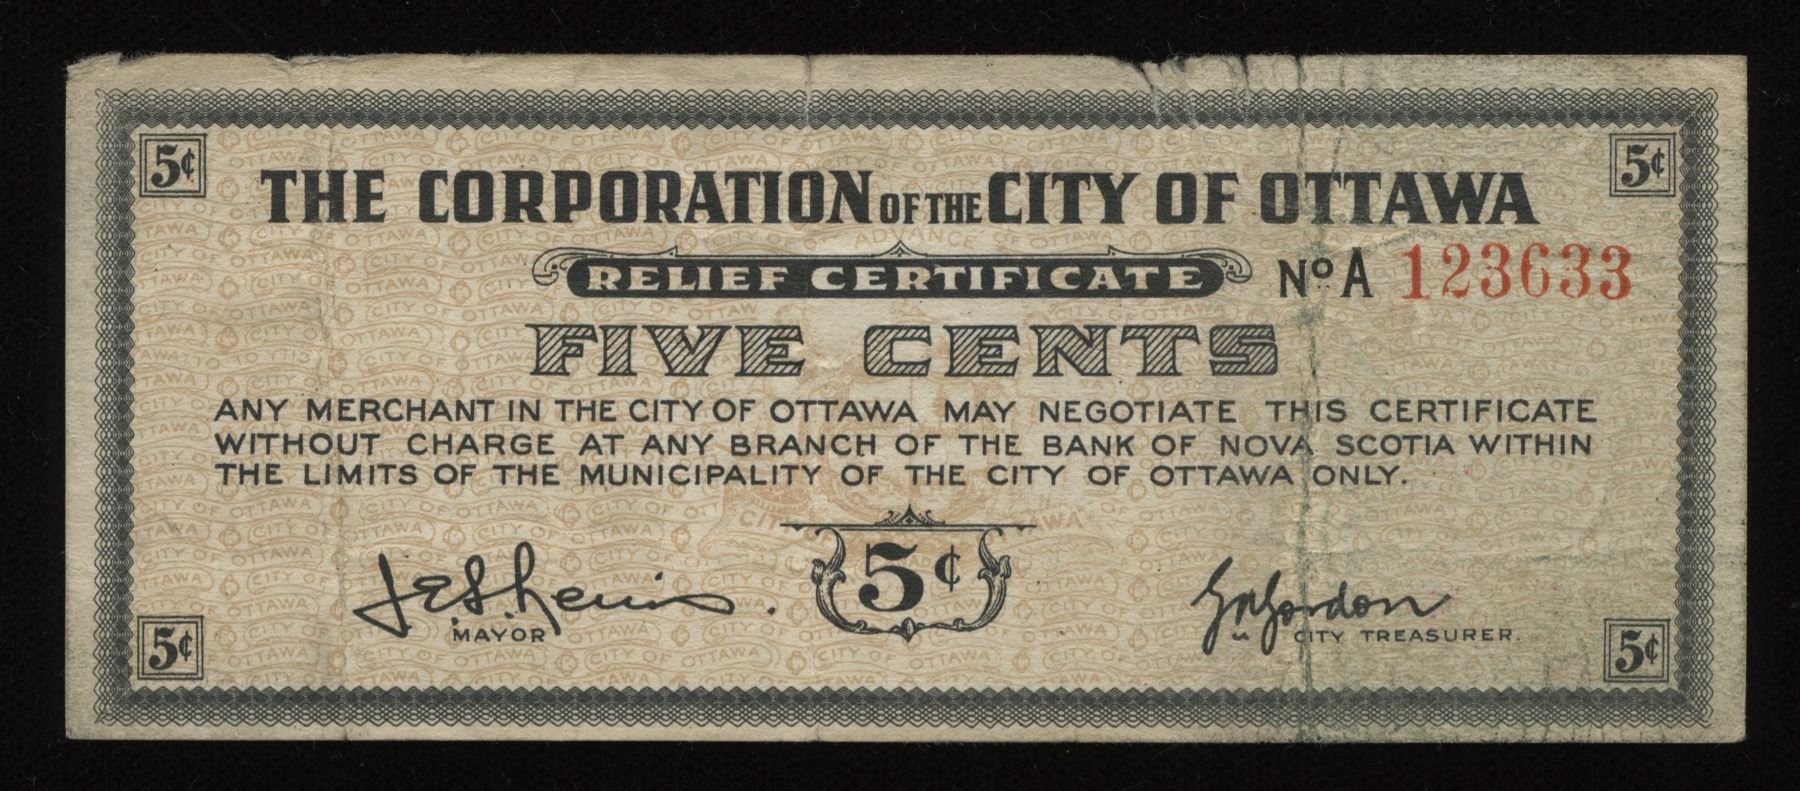 5¢ 5¢
THE CORPORATION OF THE CITY OF OTTAWA
RELIEF CERTIFICATE Nº A 123633
FIVE CENTS
ANY MERCHANT IN THE CITY OF OTTAWA MAY NEGOTIATE THIS CERTIFICATE
WITHOUT CHARGE AT ANY BRANCH OF THE BANK OF NOVA SCOTIA WITHIN
THE LIMITS OF THE MUNICIPALITY OF THE CITY OF OTTAWA ONLY.
5¢
MAYOR
GPGordon
CITY TREASURER.
5¢ 5¢